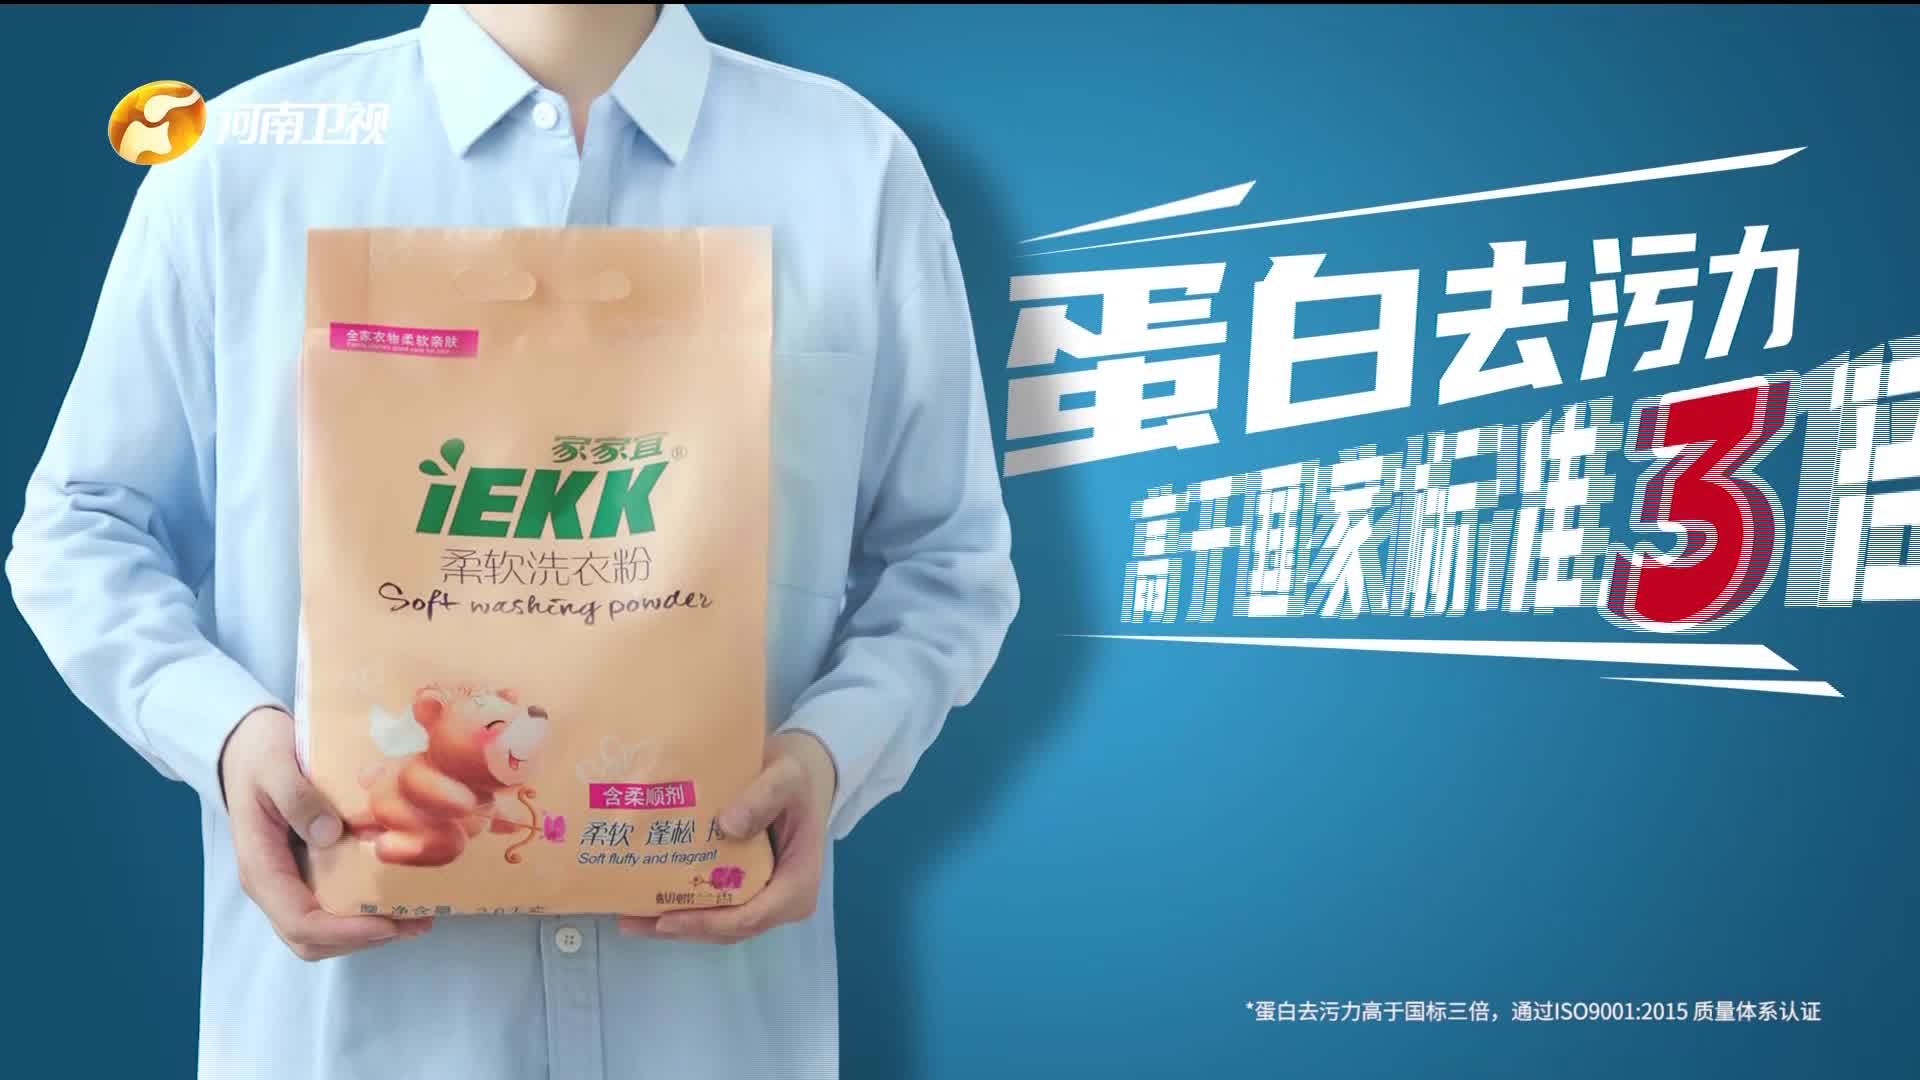 河南卫视
全家衣物柔软亲肤
家家宜®
iEKK
柔软洗衣粉
Soft washing powder
含柔顺剂
柔软 蓬松
Soft fluffy and fragrant
净含量
蛋白去污力
高于国家标准3倍
*蛋白去污力高于国标三倍，通过ISO9001:2015 质量体系认证